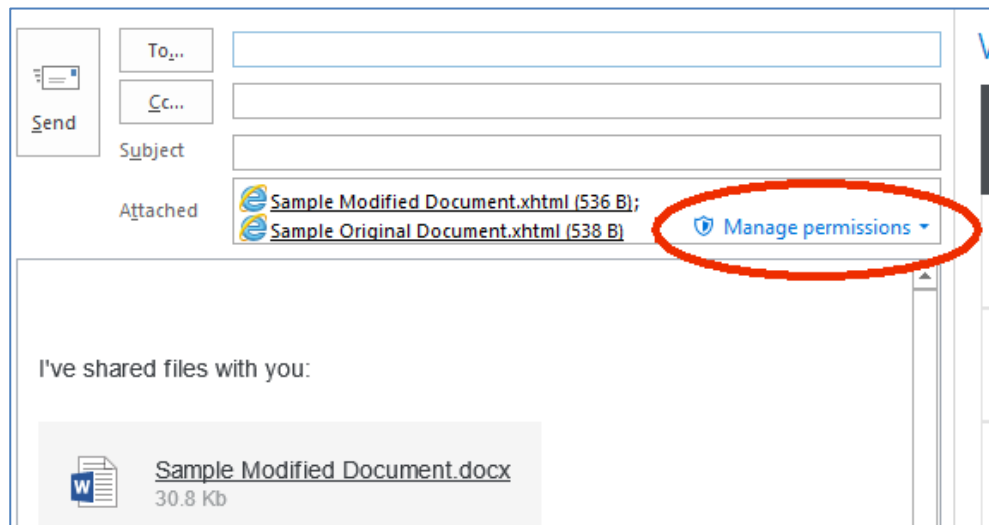 To...
Cc...
Send
Subject
Attached
Sample Modified Document.xhtml (536 B);
Sample Original Document.xhtml (538 B)
Manage permissions
I've shared files with you:
Sample Modified Document.docx
30.8 Kb